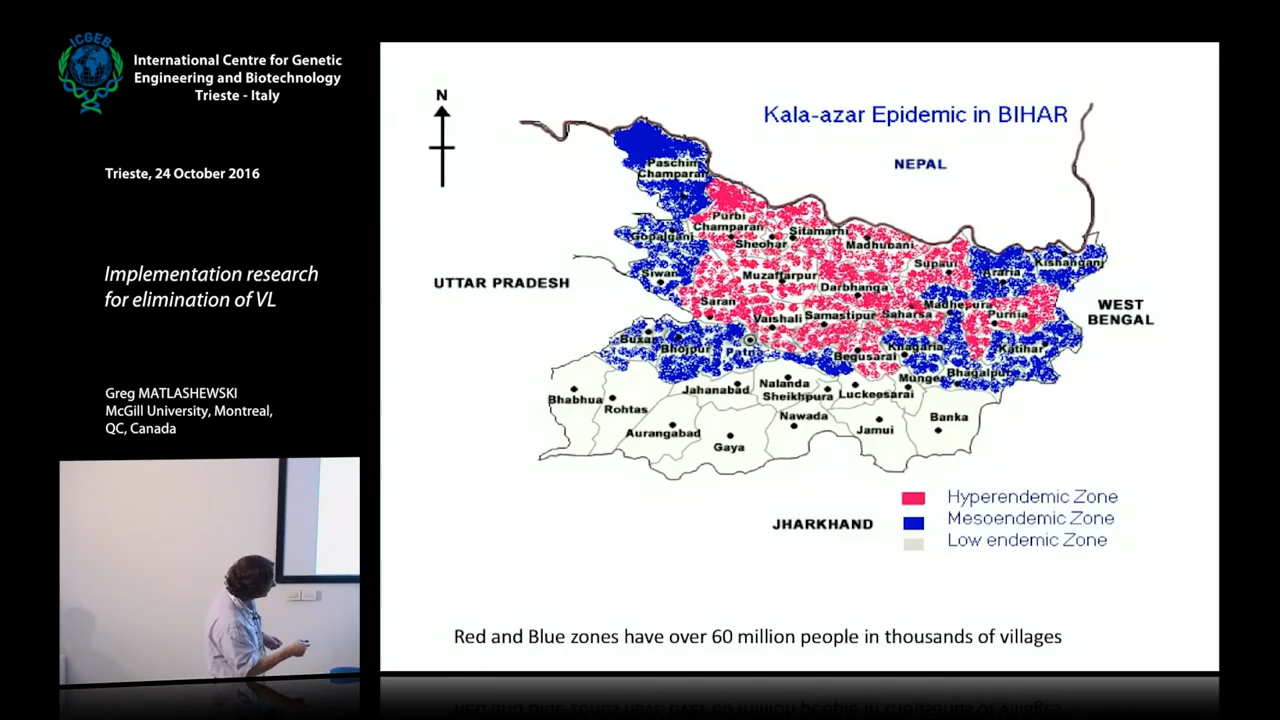 ICGEB
International Centre for Genetic
Engineering and Biotechnology
Trieste - Italy
Trieste, 24 October 2016
Implementation research
for elimination of VL
Greg MATLASHEWSKI
McGill University, Montreal,
QC, Canada
N
Kala-azar Epidemic in BIHAR
NEPAL
Paschim
Champaran
Purbi
Champaran
Sitamarhi
Gopalganj
Sheohar
Madhubani
Supaul
Araria
Kishanganj
Siwan
Muzaffarpur
Darbhanga
UTTAR PRADESH
Saran
Madhepura
WEST
BENGAL
Vaishali
Samastipur
Saharsa
Purnia
Buxar
Bhojpur
Patna
Begusarai
Khagaria
Katihar
Munger
Bhagalpur
Bhabhua
Rohtas
Jahanabad
Nalanda
Sheikhpura
Luckeesarai
Aurangabad
Gaya
Nawada
Jamui
Banka
JHARKHAND
Hyperendemic Zone
Mesoendemic Zone
Low endemic Zone
Red and Blue zones have over 60 million people in thousands of villages